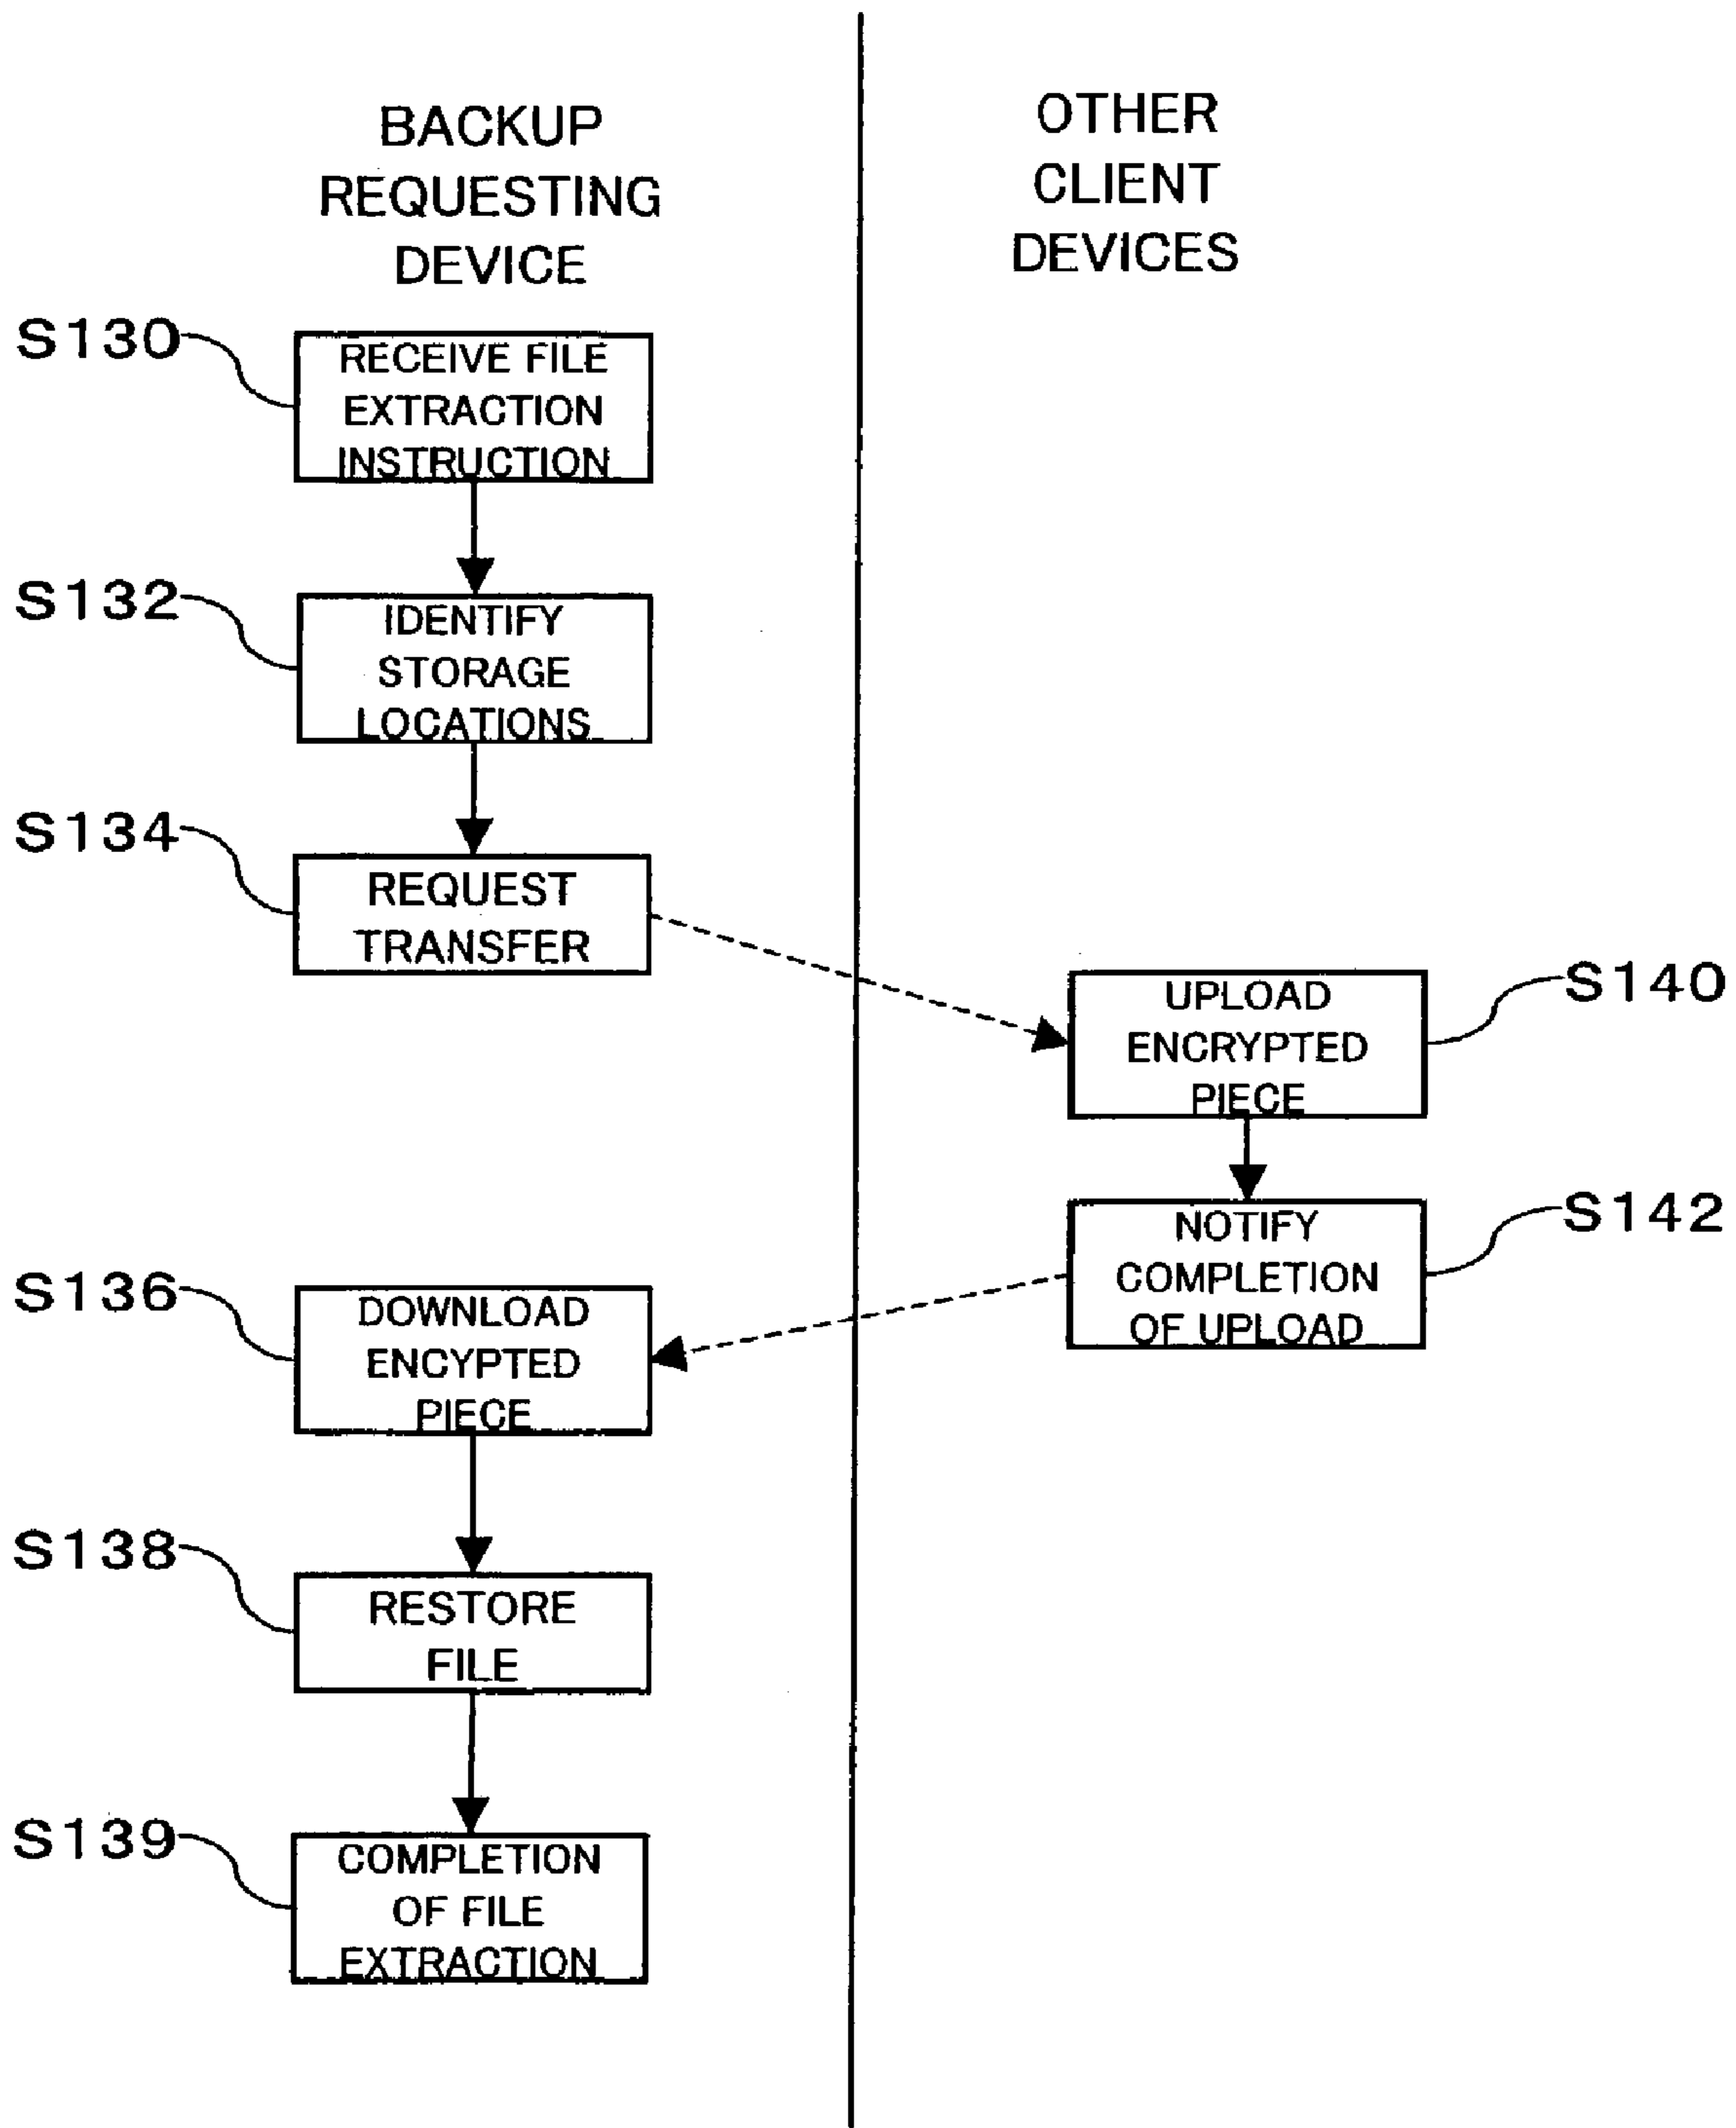 BACKUP
REQUESTING
DEVICE
OTHER
CLIENT
DEVICES
S130
RECEIVE FILE
EXTRACTION
INSTRUCTION
S132
IDENTIFY
STORAGE
LOCATIONS
S134
REQUEST
TRANSFER
UPLOAD
ENCRYPTED
PIECE
S140
NOTIFY
COMPLETION
OF UPLOAD
S142
S136
DOWNLOAD
ENCYPTED
PIECE
S138
RESTORE
FILE
S139
COMPLETION
OF FILE
EXTRACTION